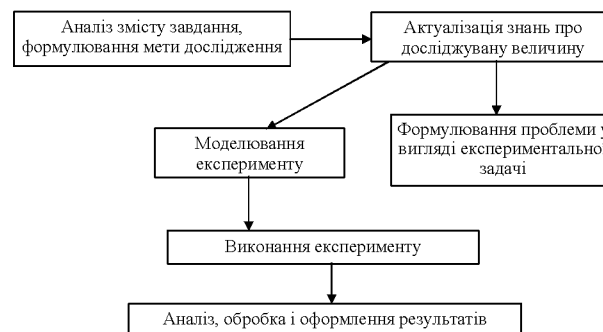 Аналіз змісту завдання,
формулювання мети дослідження
Актуалізація знань про
досліджувану величину
Моделювання
експерименту
Формулювання проблеми у
вигляді експериментальної
задачі
Виконання експерименту
Аналіз, обробка і оформлення результатів